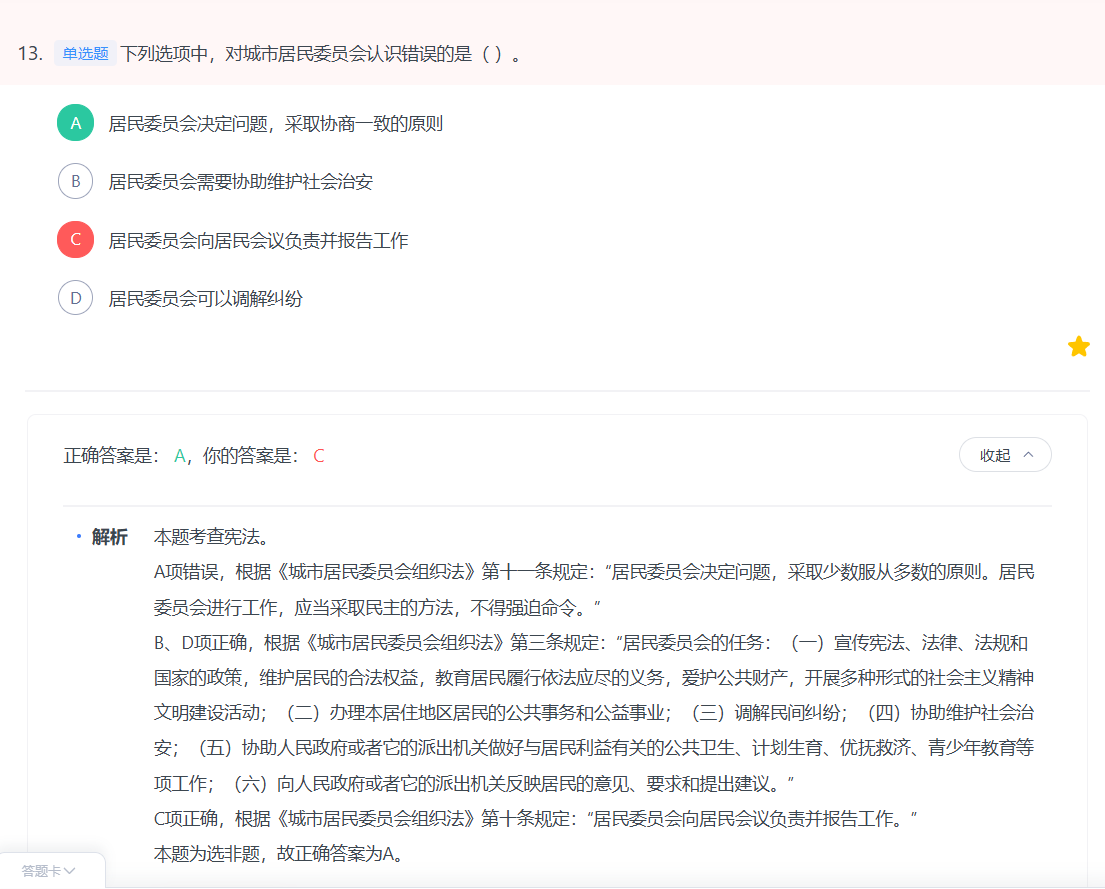 13. 单选题 下列选项中，对城市居民委员会认识错误的是（ ）。
A 居民委员会决定问题，采取协商一致的原则
B 居民委员会需要协助维护社会治安
C 居民委员会向居民会议负责并报告工作
D 居民委员会可以调解纠纷
正确答案是： A，你的答案是： C
收起
解析 本题考查宪法。
A项错误，根据《城市居民委员会组织法》第十一条规定：“居民委员会决定问题，采取少数服从多数的原则。居民
委员会进行工作，应当采取民主的方法，不得强迫命令。”
B、D项正确，根据《城市居民委员会组织法》第三条规定：“居民委员会的任务：（一）宣传宪法、法律、法规和
国家的政策，维护居民的合法权益，教育居民履行依法应尽的义务，爱护公共财产，开展多种形式的社会主义精神
文明建设活动；（二）办理本居住地区居民的公共事务和公益事业；（三）调解民间纠纷；（四）协助维护社会治
安；（五）协助人民政府或者它的派出机关做好与居民利益有关的公共卫生、计划生育、优抚救济、青少年教育等
项工作；（六）向人民政府或者它的派出机关反映居民的意见、要求和提出建议。”
C项正确，根据《城市居民委员会组织法》第十条规定：“居民委员会向居民会议负责并报告工作。”
本题为选非题，故正确答案为A。
答题卡